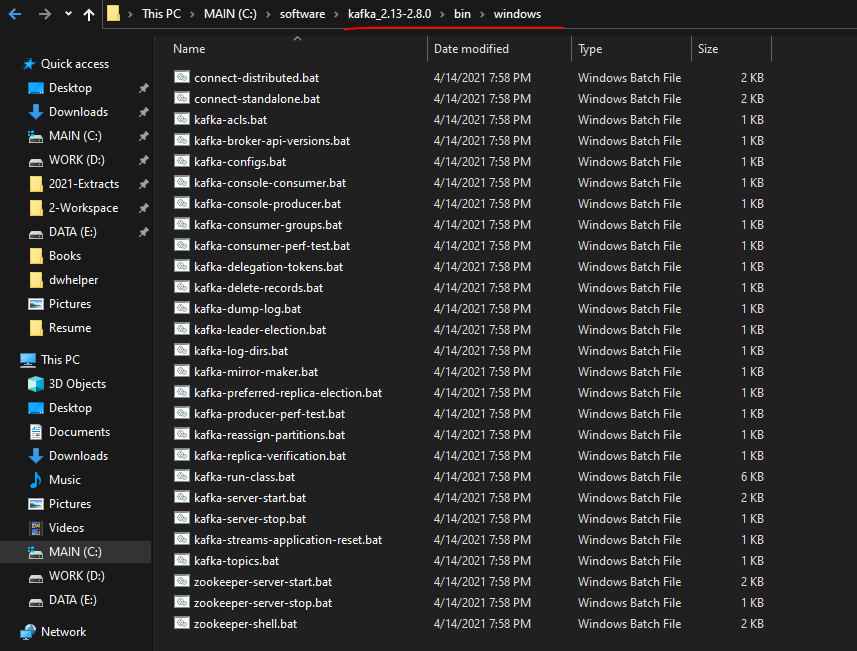 This PC > MAIN (C:) > software > kafka_2.13-2.8.0 > bin > windows
Quick access
Desktop
Downloads
MAIN (C:)
WORK (D:)
2021-Extracts
2-Workspace
DATA (E:)
Books
dwhelper
Pictures
Resume
This PC
3D Objects
Desktop
Documents
Downloads
Music
Pictures
Videos
MAIN (C:)
WORK (D:)
DATA (E:)
Network
Name Date modified Type Size
connect-distributed.bat 4/14/2021 7:58 PM Windows Batch File 2 KB
connect-standalone.bat 4/14/2021 7:58 PM Windows Batch File 2 KB
kafka-acls.bat 4/14/2021 7:58 PM Windows Batch File 1 KB
kafka-broker-api-versions.bat 4/14/2021 7:58 PM Windows Batch File 1 KB
kafka-configs.bat 4/14/2021 7:58 PM Windows Batch File 1 KB
kafka-console-consumer.bat 4/14/2021 7:58 PM Windows Batch File 1 KB
kafka-console-producer.bat 4/14/2021 7:58 PM Windows Batch File 1 KB
kafka-consumer-groups.bat 4/14/2021 7:58 PM Windows Batch File 1 KB
kafka-consumer-perf-test.bat 4/14/2021 7:58 PM Windows Batch File 1 KB
kafka-delegation-tokens.bat 4/14/2021 7:58 PM Windows Batch File 1 KB
kafka-delete-records.bat 4/14/2021 7:58 PM Windows Batch File 1 KB
kafka-dump-log.bat 4/14/2021 7:58 PM Windows Batch File 1 KB
kafka-leader-election.bat 4/14/2021 7:58 PM Windows Batch File 1 KB
kafka-log-dirs.bat 4/14/2021 7:58 PM Windows Batch File 1 KB
kafka-mirror-maker.bat 4/14/2021 7:58 PM Windows Batch File 1 KB
kafka-preferred-replica-election.bat 4/14/2021 7:58 PM Windows Batch File 1 KB
kafka-producer-perf-test.bat 4/14/2021 7:58 PM Windows Batch File 1 KB
kafka-reassign-partitions.bat 4/14/2021 7:58 PM Windows Batch File 1 KB
kafka-replica-verification.bat 4/14/2021 7:58 PM Windows Batch File 1 KB
kafka-run-class.bat 4/14/2021 7:58 PM Windows Batch File 6 KB
kafka-server-start.bat 4/14/2021 7:58 PM Windows Batch File 2 KB
kafka-server-stop.bat 4/14/2021 7:58 PM Windows Batch File 1 KB
kafka-streams-application-reset.bat 4/14/2021 7:58 PM Windows Batch File 1 KB
kafka-topics.bat 4/14/2021 7:58 PM Windows Batch File 1 KB
zookeeper-server-start.bat 4/14/2021 7:58 PM Windows Batch File 2 KB
zookeeper-server-stop.bat 4/14/2021 7:58 PM Windows Batch File 1 KB
zookeeper-shell.bat 4/14/2021 7:58 PM Windows Batch File 2 KB